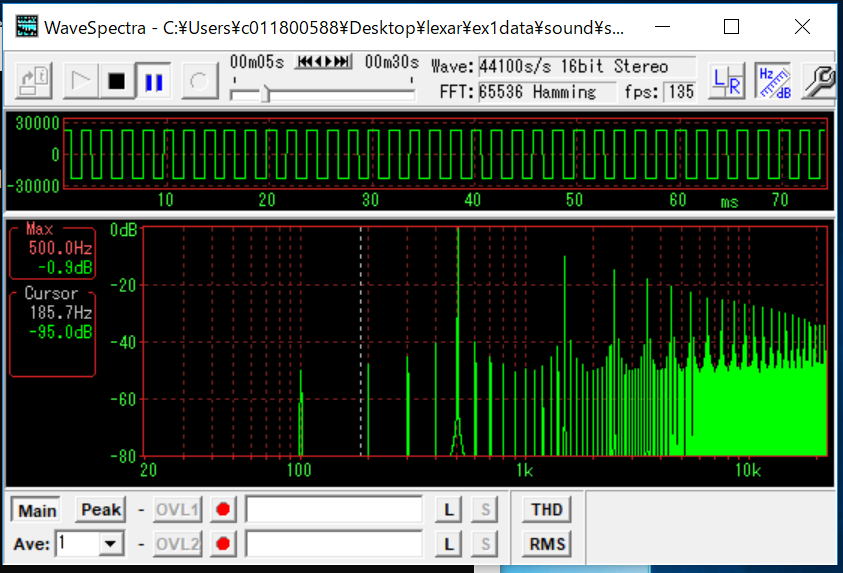 WaveSpectra - C:¥Users¥c011800588¥Desktop¥lexar¥ex1data¥sound¥s...
00m05s 00m30s Wave: 44100s/s 16bit Stereo
FFT: 65536 Hamming fps: 135
L R Hz dB
30000
0
-30000
10 20 30 40 50 60 ms 70
Max
500.0Hz
-0.9dB
Cursor
185.7Hz
-95.0dB
0dB
-20
-40
-60
-80
20 100 1k 10k
Main Peak - OVL1 L S THD
Ave: 1 - OVL2 L S RMS